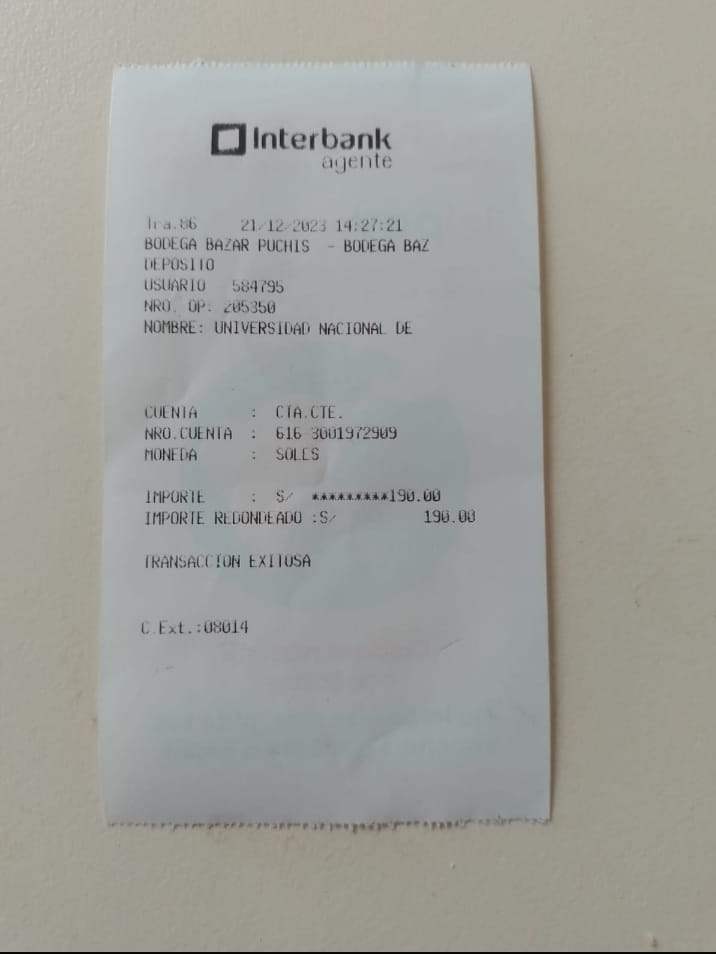 Interbank
agente
Tra.86 21/12/2023 14:27:21
BODEGA BAZAR PUCHIS - BODEGA BAZ
DEPOSITO
USUARIO 584795
NRO. OP: 205350
NOMBRE: UNIVERSIDAD NACIONAL DE
CUENTA : CTA.CTE.
NRO.CUENTA : 616 3001972909
MONEDA : SOLES
IMPORTE : S/ *********190.00
IMPORTE REDONDEADO :S/ 190.00
TRANSACCION EXITOSA
C.Ext.:08014